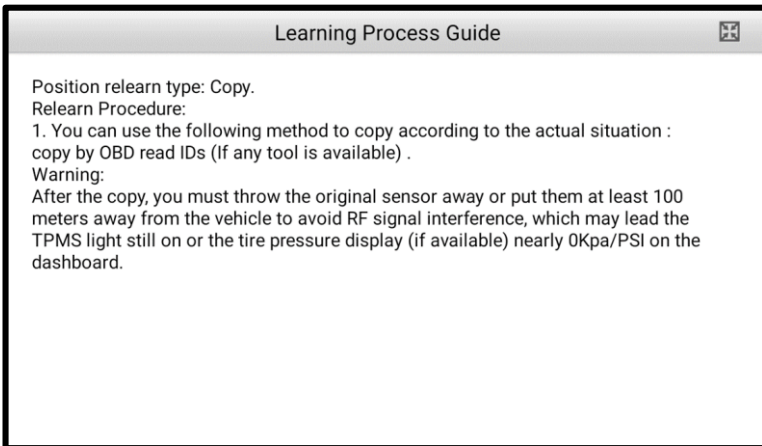 Learning Process Guide
Position relearn type: Copy.
Relearn Procedure:
1. You can use the following method to copy according to the actual situation :
copy by OBD read IDs (If any tool is available) .
Warning:
After the copy, you must throw the original sensor away or put them at least 100
meters away from the vehicle to avoid RF signal interference, which may lead the
TPMS light still on or the tire pressure display (if available) nearly 0Kpa/PSI on the
dashboard.